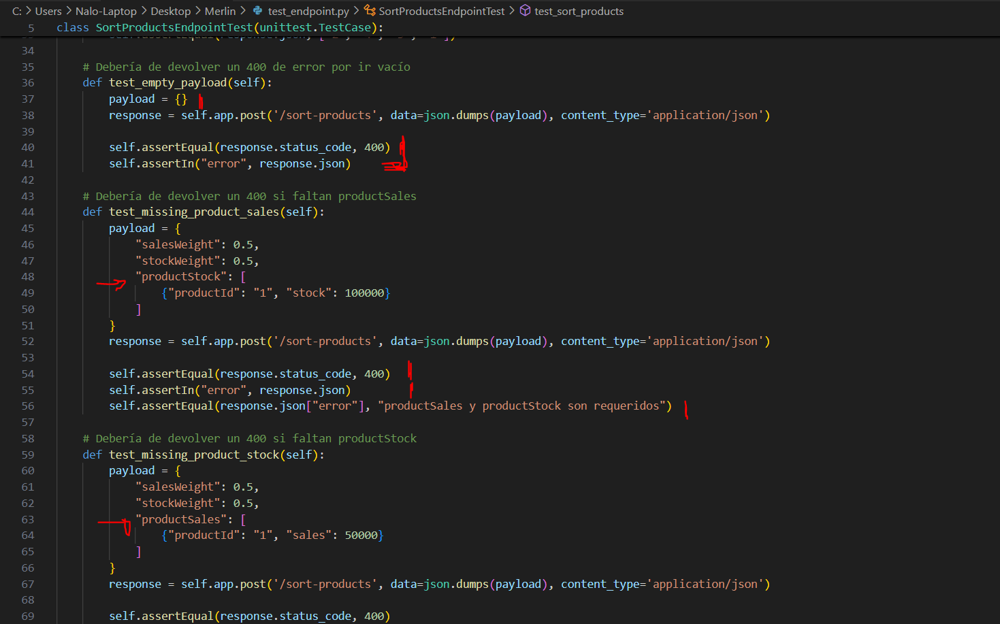 C: > Users > Nalo-Laptop > Desktop > Merlin > test_endpoint.py > SortProductsEndpointTest > test_sort_products
5 class SortProductsEndpointTest(unittest.TestCase):
34
35 # Debería de devolver un 400 de error por ir vacío
36 def test_empty_payload(self):
37 payload = {}
38 response = self.app.post('/sort-products', data=json.dumps(payload), content_type='application/json')
39
40 self.assertEqual(response.status_code, 400)
41 self.assertIn("error", response.json)
42
43 # Debería de devolver un 400 si faltan productSales
44 def test_missing_product_sales(self):
45 payload = {
46 "salesWeight": 0.5,
47 "stockWeight": 0.5,
48 "productStock": [
49 {"productId": "1", "stock": 100000}
50 ]
51 }
52 response = self.app.post('/sort-products', data=json.dumps(payload), content_type='application/json')
53
54 self.assertEqual(response.status_code, 400)
55 self.assertIn("error", response.json)
56 self.assertEqual(response.json["error"], "productSales y productStock son requeridos")
57
58 # Debería de devolver un 400 si faltan productStock
59 def test_missing_product_stock(self):
60 payload = {
61 "salesWeight": 0.5,
62 "stockWeight": 0.5,
63 "productSales": [
64 {"productId": "1", "sales": 50000}
65 ]
66 }
67 response = self.app.post('/sort-products', data=json.dumps(payload), content_type='application/json')
68
69 self.assertEqual(response.status_code, 400)